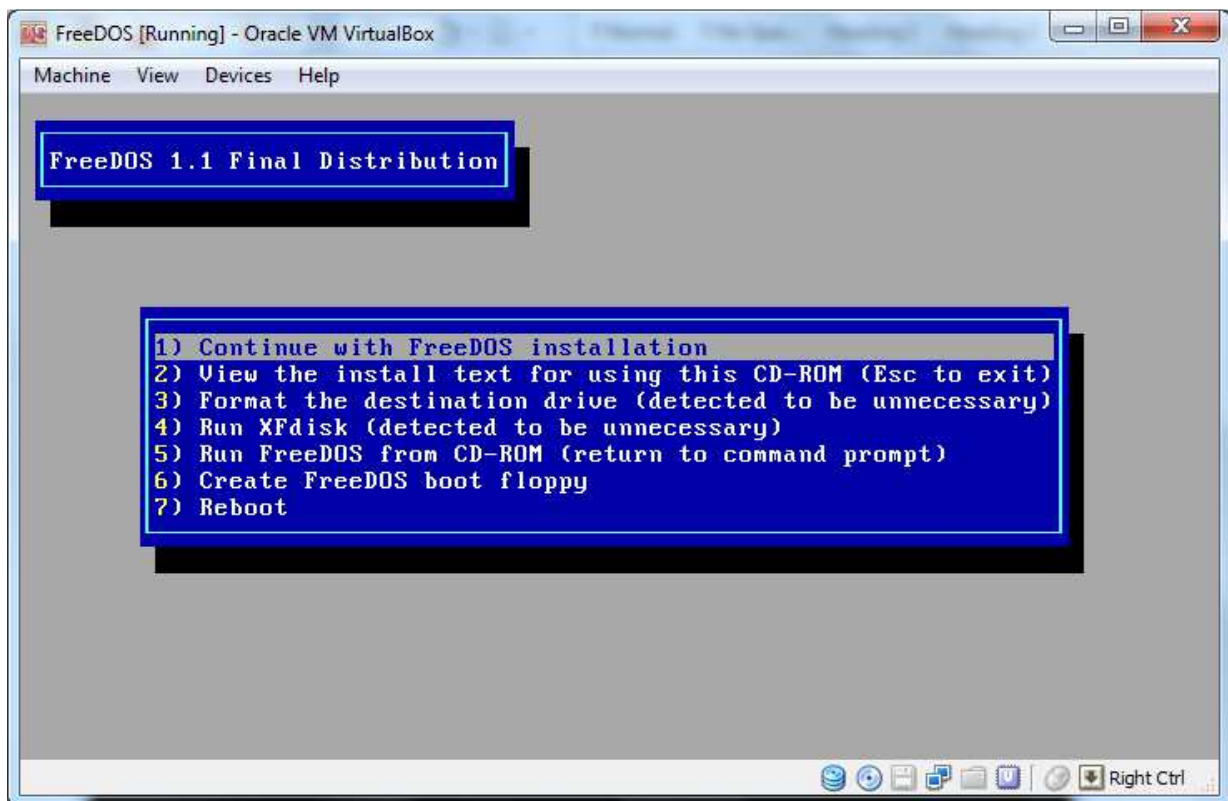 FreeDOS [Running] - Oracle VM VirtualBox
Machine View Devices Help
FreeDOS 1.1 Final Distribution
1) Continue with FreeDOS installation
2) View the install text for using this CD-ROM (Esc to exit)
3) Format the destination drive (detected to be unnecessary)
4) Run XFdisk (detected to be unnecessary)
5) Run FreeDOS from CD-ROM (return to command prompt)
6) Create FreeDOS boot floppy
7) Reboot
Right Ctrl